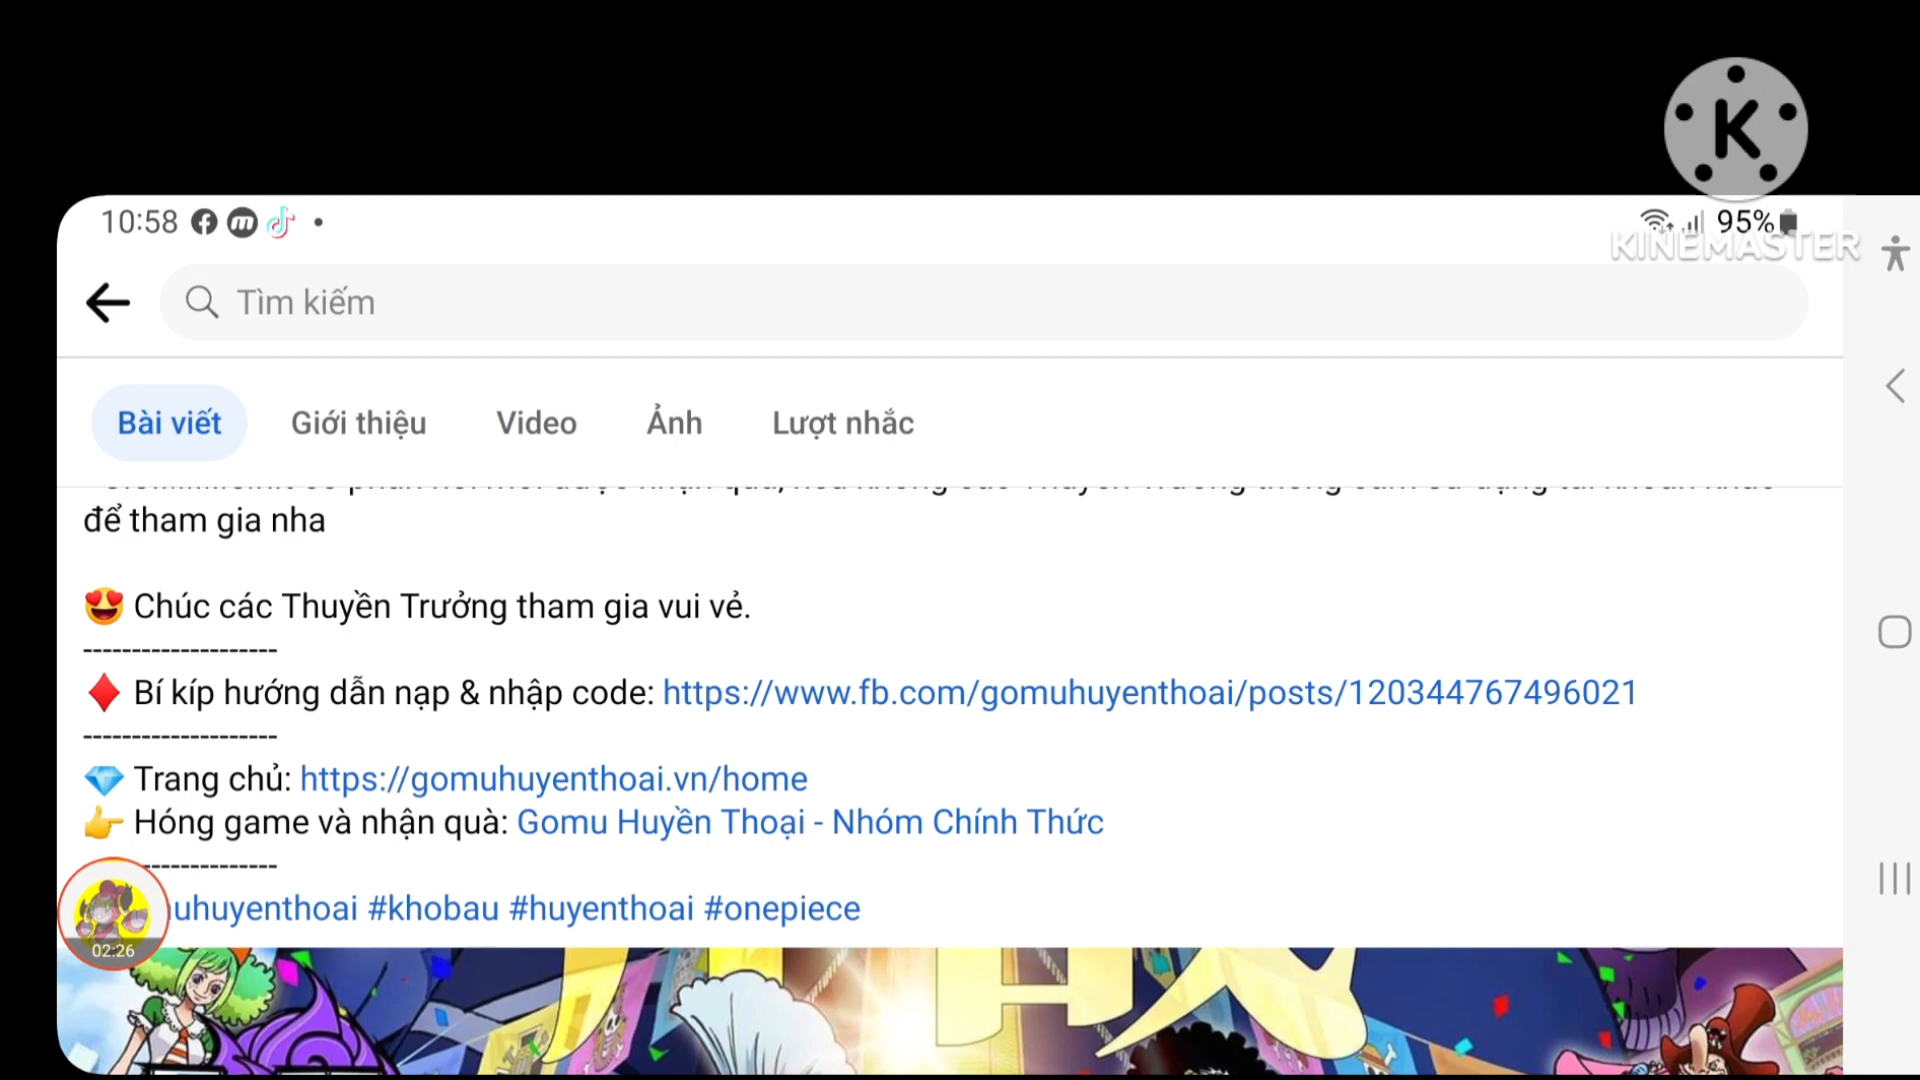 K
10:58
95%
KINEMASTER
Tìm kiếm
Bài viết Giới thiệu Video Ảnh Lượt nhắc
để tham gia nha
😍 Chúc các Thuyền Trưởng tham gia vui vẻ.
--------------------
♦️ Bí kíp hướng dẫn nạp & nhập code: https://www.fb.com/gomuhuyenthoai/posts/120344767496021
--------------------
💎 Trang chủ: https://gomuhuyenthoai.vn/home
👉 Hóng game và nhận quà: Gomu Huyền Thoại - Nhóm Chính Thức
--------------
uhuyenthoai #khobau #huyenthoai #onepiece
02:26